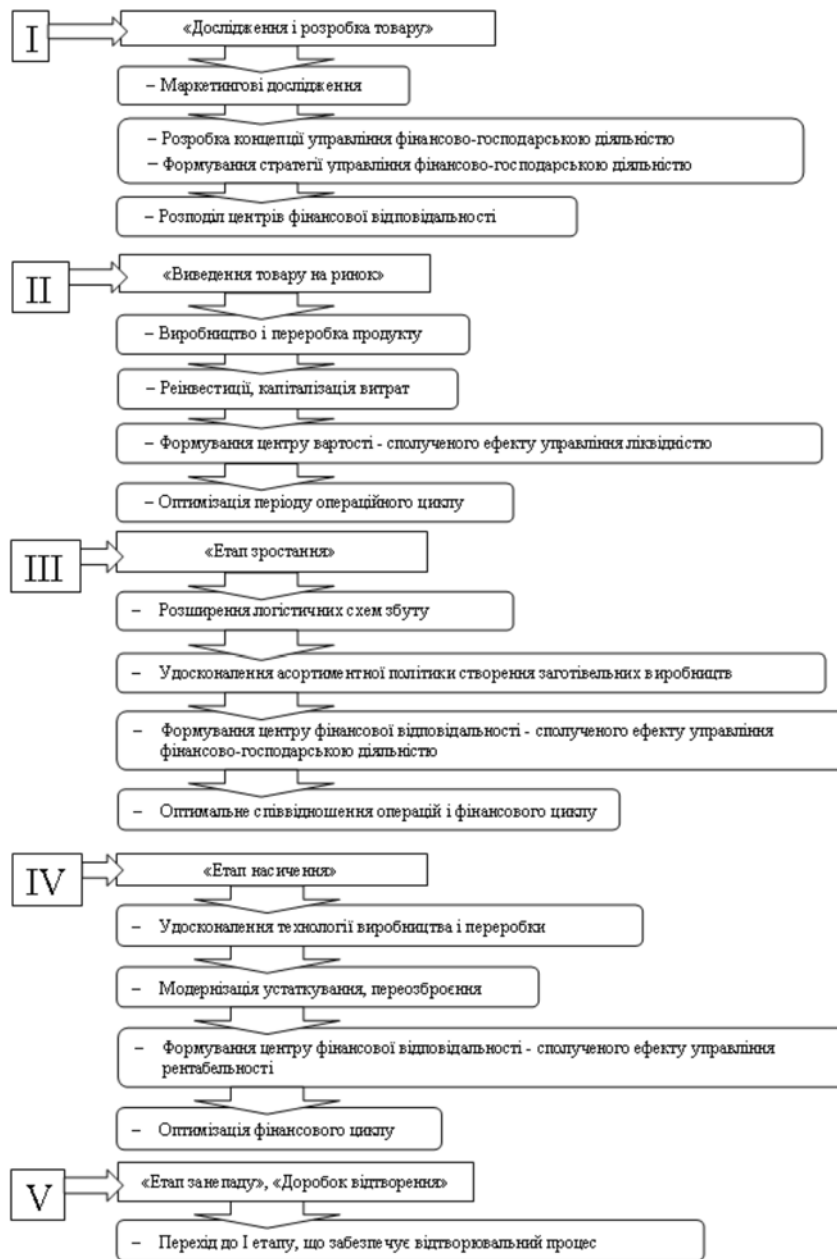 I
«Дослідження і розробка товару»
– Маркетингові дослідження
– Розробка концепції управління фінансово-господарською діяльністю
– Формування стратегії управління фінансово-господарською діяльністю
– Розподіл центрів фінансової відповідальності
II
«Виведення товару на ринок»
– Виробництво і переробка продукту
– Реінвестиції, капіталізація витрат
– Формування центру вартості - сполученого ефекту управління ліквідністю
– Оптимізація періоду операційного циклу
III
«Етап зростання»
– Розширення логістичних схем збуту
– Удосконалення асортиментної політики створення заготівельних виробництв
– Формування центру фінансової відповідальності - сполученого ефекту управління
фінансово-господарською діяльністю
– Оптимальне співвідношення операцій і фінансового циклу
IV
«Етап насичення»
– Удосконалення технології виробництва і переробки
– Модернізація устаткування, переозброєння
– Формування центру фінансової відповідальності - сполученого ефекту управління
рентабельності
– Оптимізація фінансового циклу
V
«Етап занепаду», «Доробок відтворення»
– Перехід до І етапу, що забезпечує відтворювальний процес